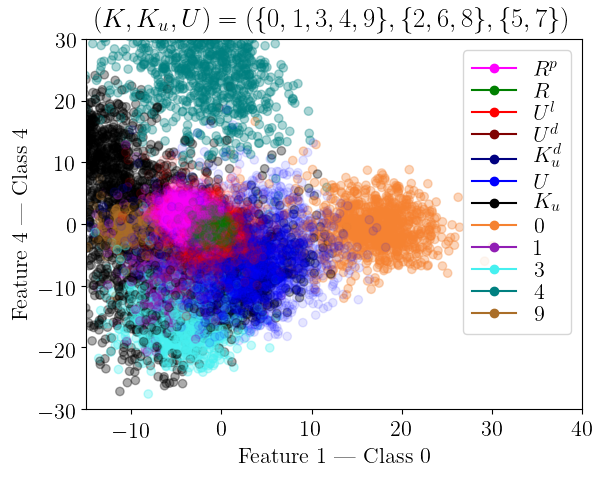 (K, K_u, U) = ({0, 1, 3, 4, 9}, {2, 6, 8}, {5, 7})
30
20
10
0
−10
−20
−30
Feature 4 — Class 4
−10
0
10
20
30
40
Feature 1 — Class 0
R^p
R
U^l
U^d
K_u^d
U
K_u
0
1
3
4
9